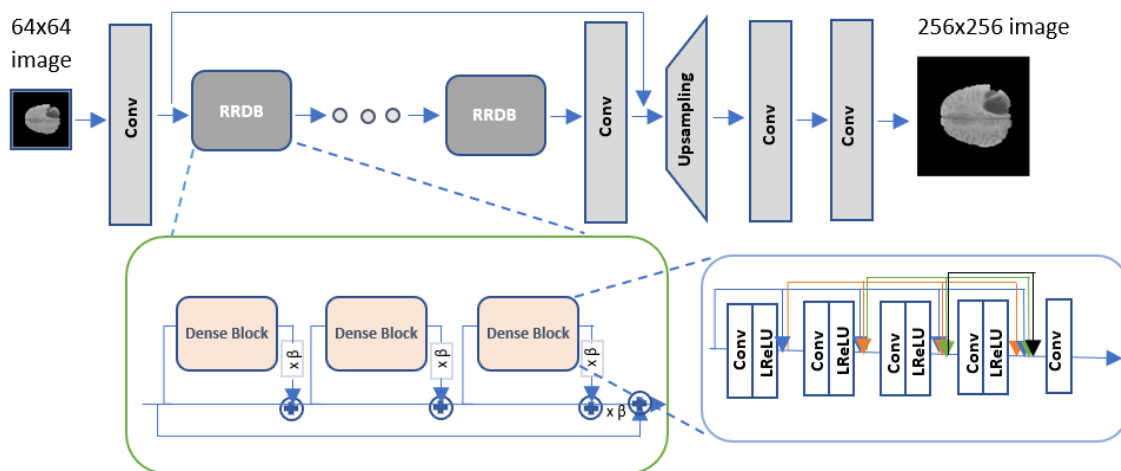 64x64
image
256x256 image
Conv
RRDB
RRDB
Conv
Upsampling
Conv
Conv
Dense Block
x β
Dense Block
x β
Dense Block
x β
x β
Conv
LReLU
Conv
LReLU
Conv
LReLU
Conv
LReLU
Conv